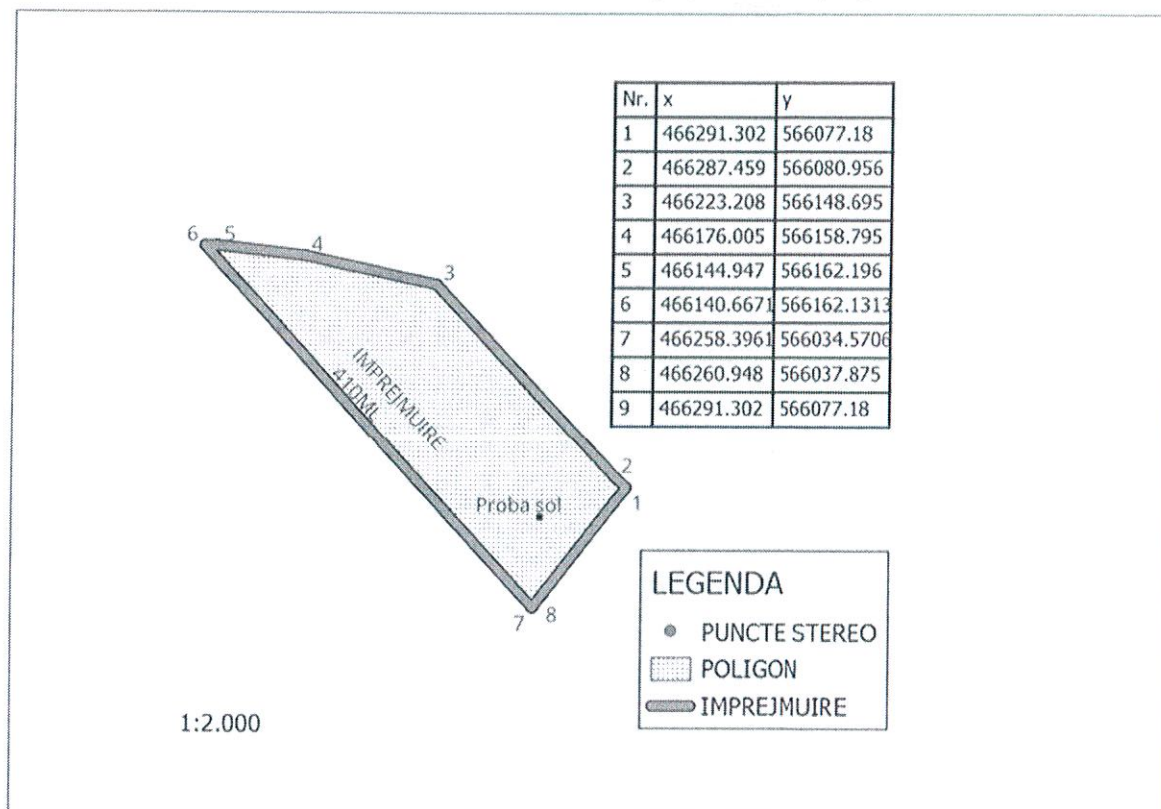 Nr. x y
1 466291.302 566077.18
2 466287.459 566080.956
3 466223.208 566148.695
4 466176.005 566158.795
5 466144.947 566162.196
6 466140.6671 566162.1313
7 466258.3961 566034.5706
8 466260.948 566037.875
9 466291.302 566077.18
6
5
4
3
IMPREJMUIRE
410ML
2
1
Proba sol
8
7
LEGENDA
PUNCTE STEREO
POLIGON
IMPREJMUIRE
1:2.000